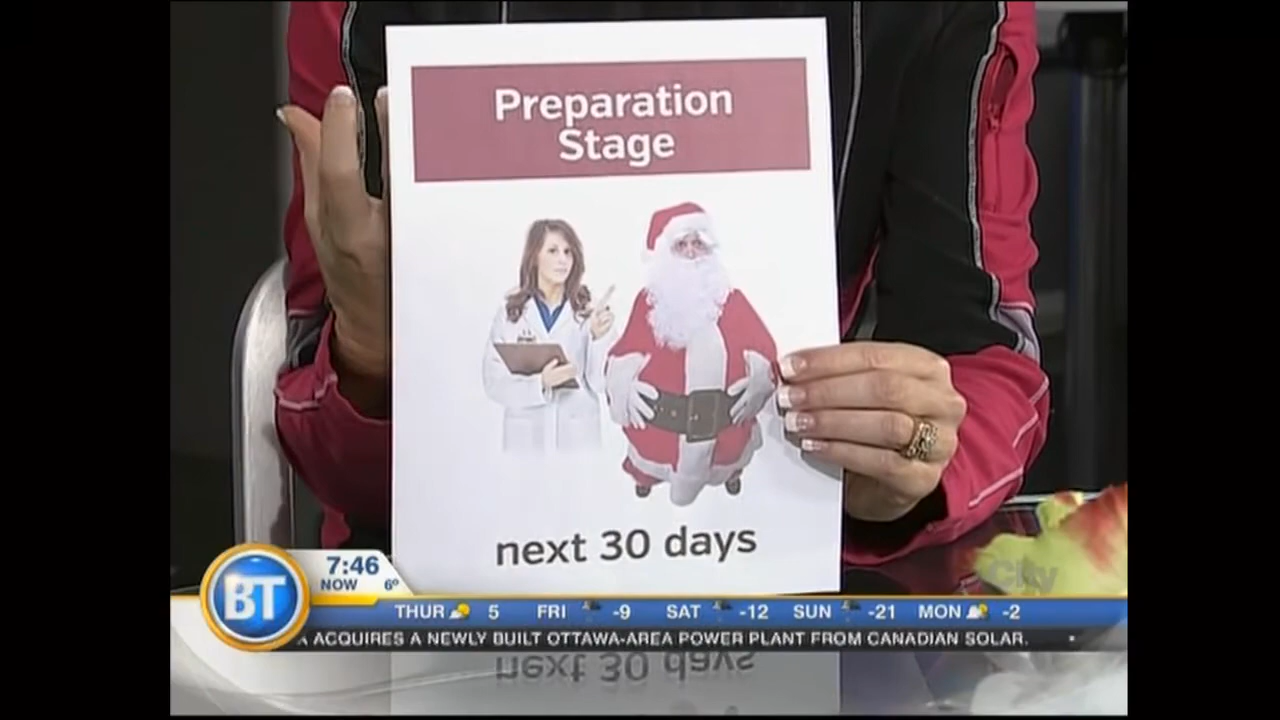 Preparation
Stage
next 30 days
7:46
NOW 6°
BT
City
THUR 5 FRI -9 SAT -12 SUN -21 MON -2
ACQUIRES A NEWLY BUILT OTTAWA-AREA POWER PLANT FROM CANADIAN SOLAR.